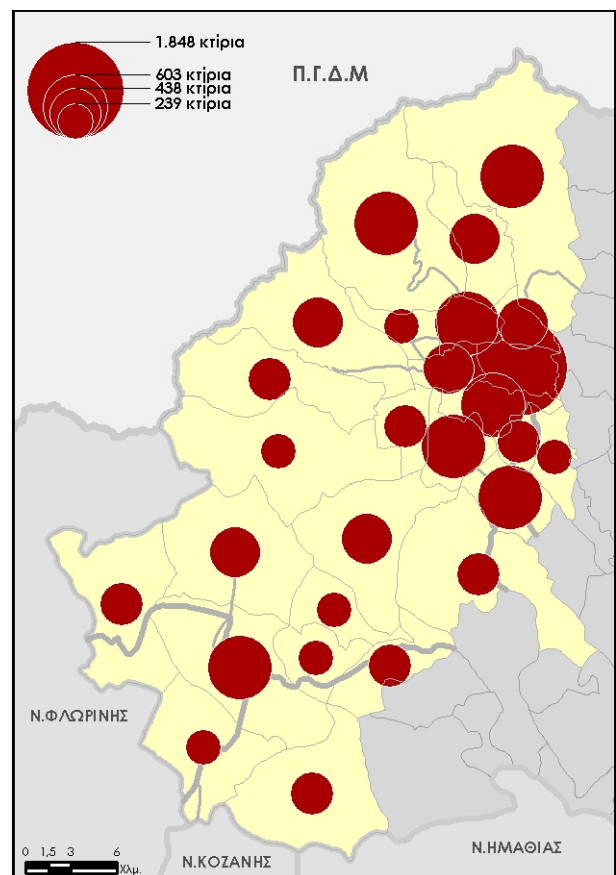 1.848 κτίρια
603 κτίρια
438 κτίρια
239 κτίρια
Π.Γ.Δ.Μ
Ν.ΦΛΩΡΙΝΗΣ
Ν.ΚΟΖΑΝΗΣ
Ν.ΗΜΑΘΙΑΣ
0 1,5 3 6
Χλμ.